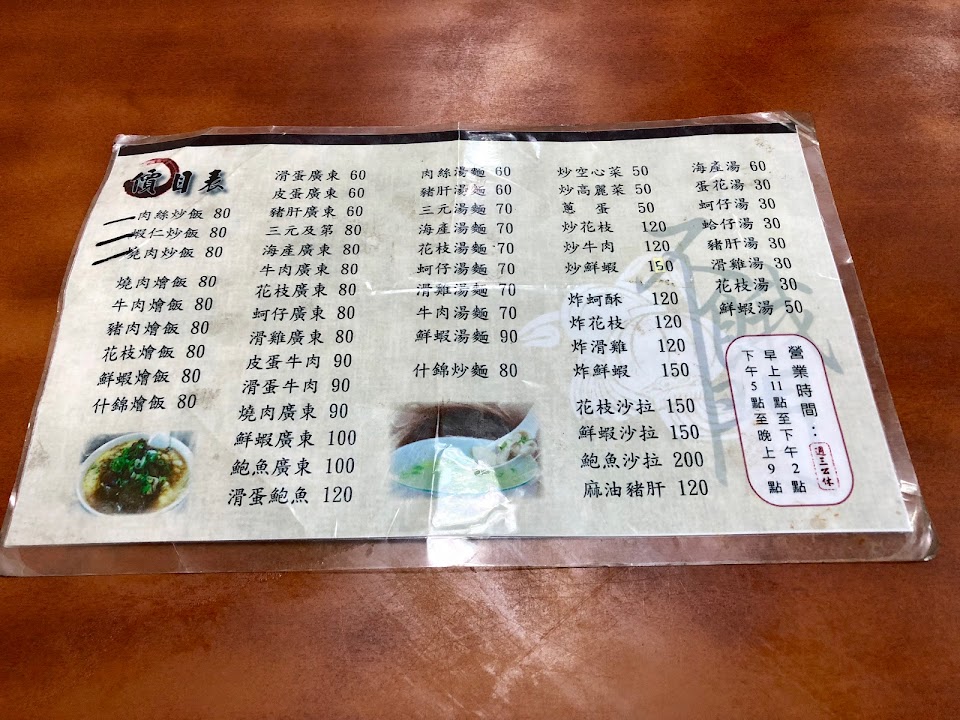 價目表
肉絲炒飯 80
蝦仁炒飯 80
燒肉炒飯 80
燒肉燴飯 80
牛肉燴飯 80
豬肉燴飯 80
花枝燴飯 80
鮮蝦燴飯 80
什錦燴飯 80
滑蛋廣東 60
皮蛋廣東 60
豬肝廣東 60
三元及第 80
海產廣東 80
牛肉廣東 80
花枝廣東 80
蚵仔廣東 80
滑雞廣東 80
皮蛋牛肉 90
滑蛋牛肉 90
燒肉廣東 90
鮮蝦廣東 100
鮑魚廣東 100
滑蛋鮑魚 120
肉絲湯麵 60
豬肝湯麵 60
三元湯麵 70
海產湯麵 70
花枝湯麵 70
蚵仔湯麵 70
滑雞湯麵 70
牛肉湯麵 70
鮮蝦湯麵 90
什錦炒麵 80
炒空心菜 50
炒高麗菜 50
蔥蛋 50
炒花枝 120
炒牛肉 120
炒鮮蝦 150
炸蚵酥 120
炸花枝 120
炸滑雞 120
炸鮮蝦 150
花枝沙拉 150
鮮蝦沙拉 150
鮑魚沙拉 200
麻油豬肝 120
海產湯 60
蛋花湯 30
蚵仔湯 30
蛤仔湯 30
豬肝湯 30
滑雞湯 30
花枝湯 30
鮮蝦湯 50
營業時間：
早上11點至下午2點
下午5點至晚上9點
週三公休